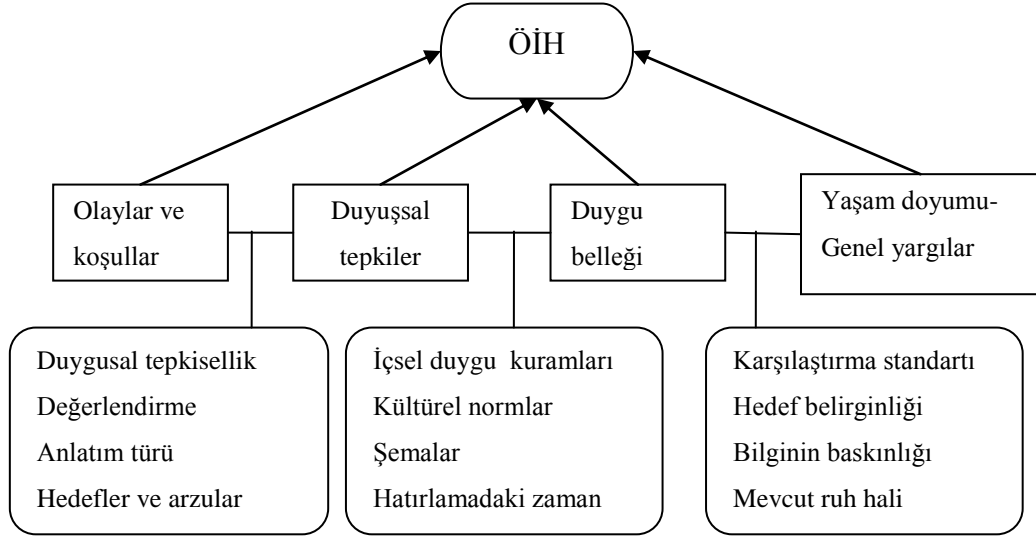 ÖİH
Olaylar ve
koşullar
Duyuşsal
tepkiler
Duygu
belleği
Yaşam doyumu-
Genel yargılar
Duygusal tepkisellik
Değerlendirme
Anlatım türü
Hedefler ve arzular
İçsel duygu kuramları
Kültürel normlar
Şemalar
Hatırlamadaki zaman
Karşılaştırma standartı
Hedef belirginliği
Bilginin baskınlığı
Mevcut ruh hali